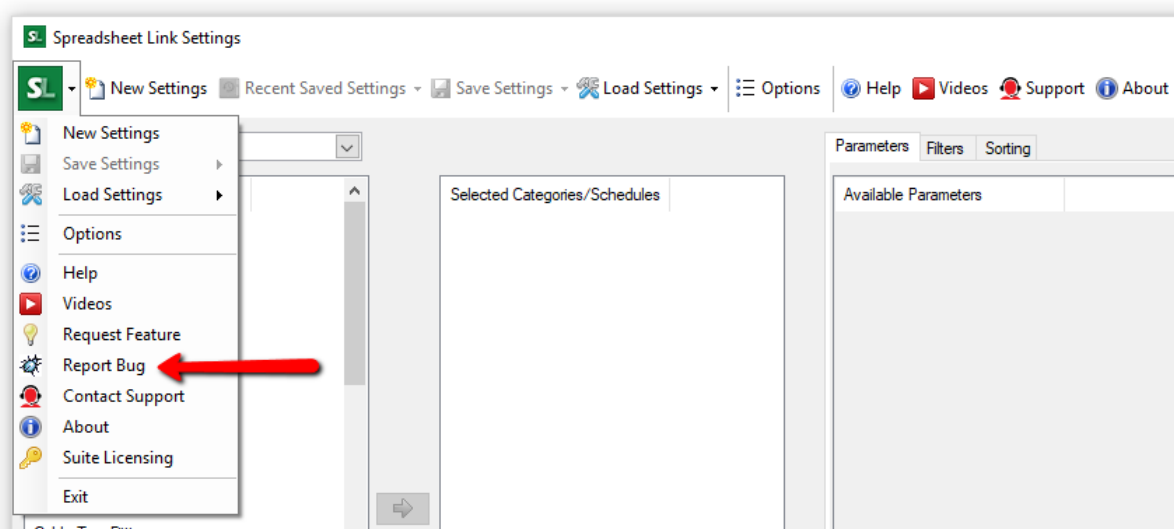 SL Spreadsheet Link Settings
SL New Settings Recent Saved Settings Save Settings Load Settings Options Help Videos Support About
New Settings
Save Settings
Load Settings
Options
Help
Videos
Request Feature
Report Bug
Contact Support
About
Suite Licensing
Exit
Selected Categories/Schedules
Parameters Filters Sorting
Available Parameters